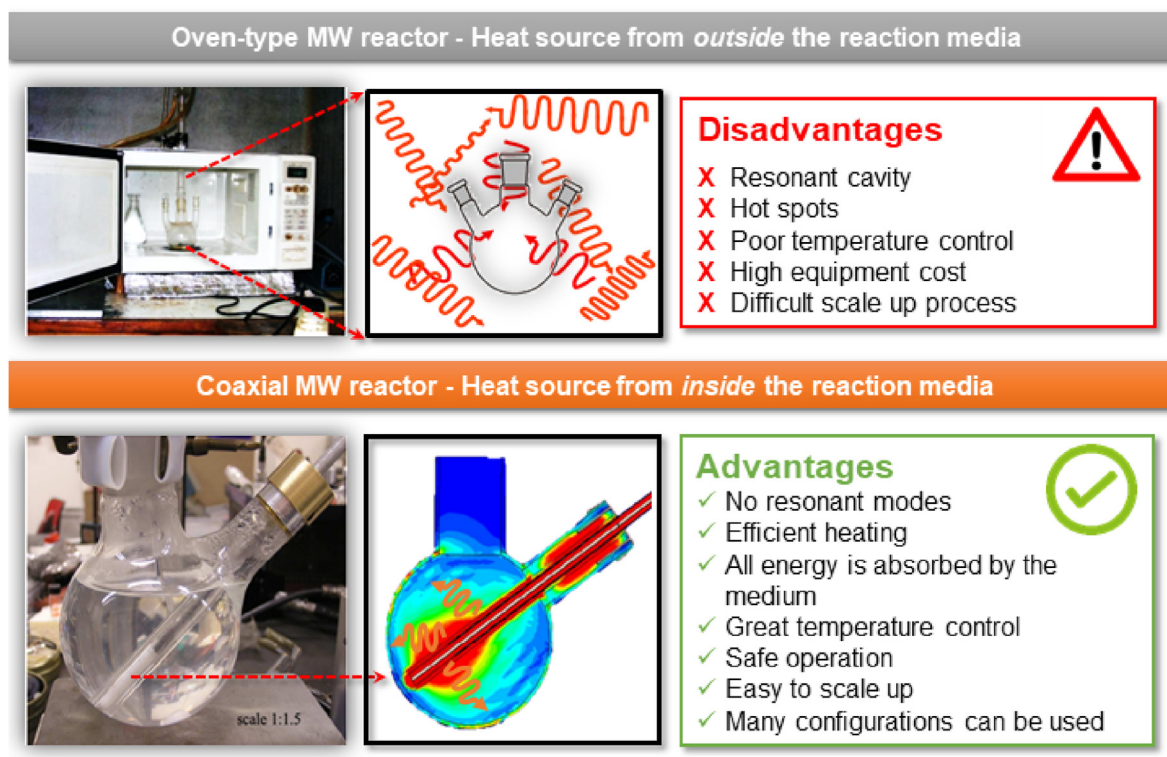 Oven-type MW reactor - Heat source from outside the reaction media
Disadvantages
X Resonant cavity
X Hot spots
X Poor temperature control
X High equipment cost
X Difficult scale up process
Coaxial MW reactor - Heat source from inside the reaction media
scale 1:1.5
Advantages
✓ No resonant modes
✓ Efficient heating
✓ All energy is absorbed by the
medium
✓ Great temperature control
✓ Safe operation
✓ Easy to scale up
✓ Many configurations can be used